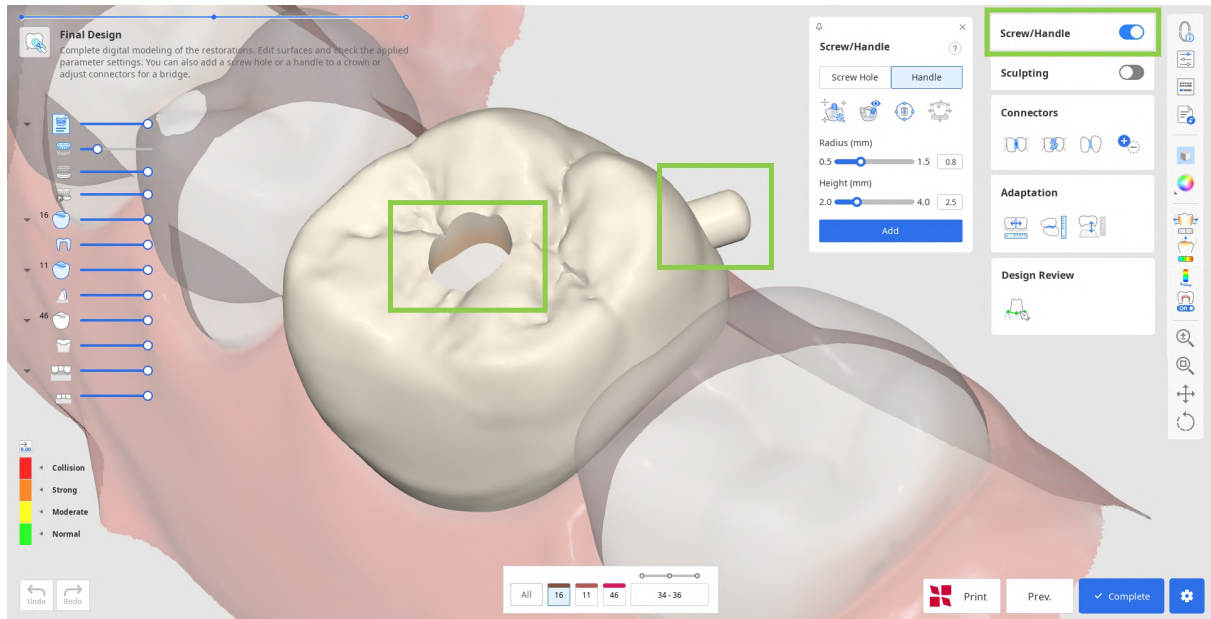 Final Design
Complete digital modeling of the restorations. Edit surfaces and check the applied
parameter settings. You can also add a screw hole or a handle to a crown or
adjust connectors for a bridge.
16
11
46
0.00
Collision
Strong
Moderate
Normal
Undo
Redo
Screw/Handle
?
Screw Hole
Handle
Radius (mm)
0.5
1.5
0.8
Height (mm)
2.0
4.0
2.5
Add
Screw/Handle
Sculpting
Connectors
Adaptation
Design Review
ON
All
16
11
46
34 - 36
Print
Prev.
Complete